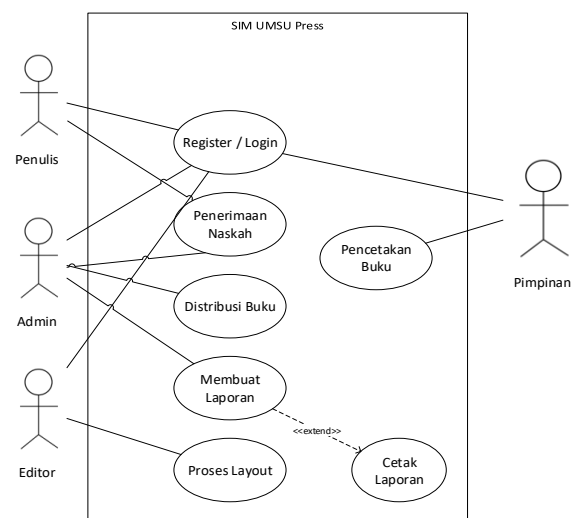 SIM UMSU Press
Penulis
Register / Login
Penerimaan
Naskah
Pencetakan
Buku
Pimpinan
Admin
Distribusi Buku
Membuat
Laporan
<<extend>>
Editor
Proses Layout
Cetak
Laporan